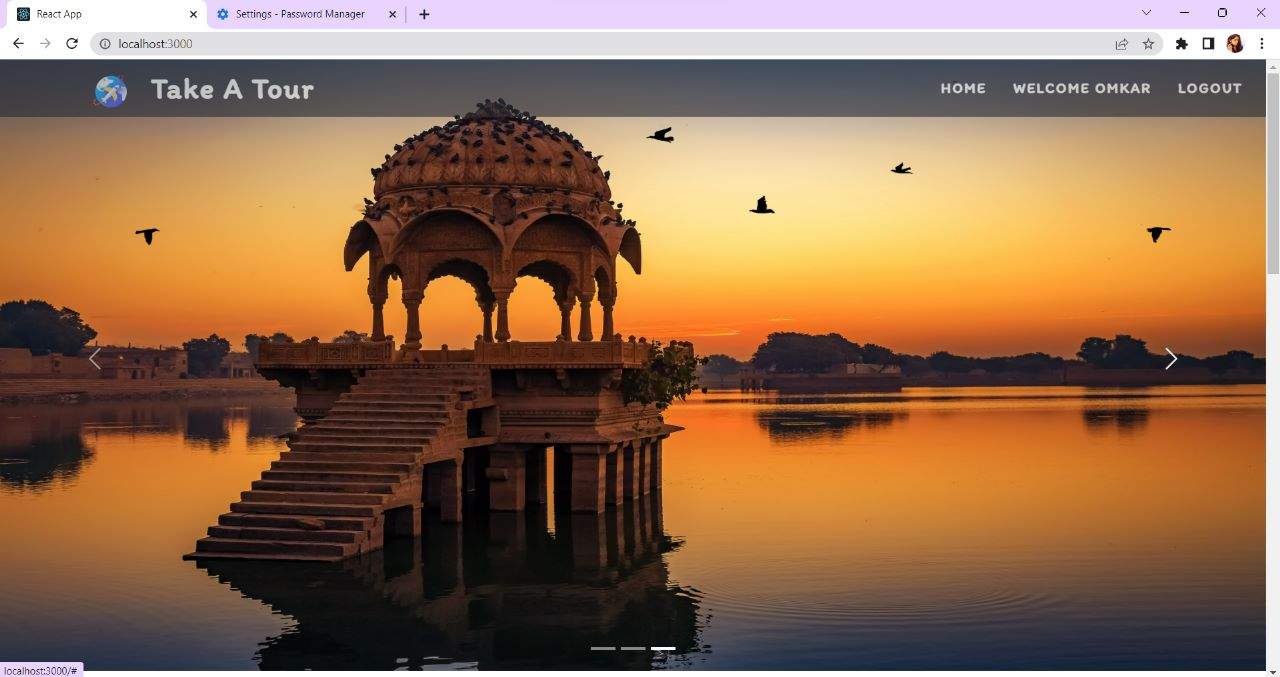 React App
Settings - Password Manager
localhost:3000
Take A Tour
HOME
WELCOME OMKAR
LOGOUT
localhost:3000/#